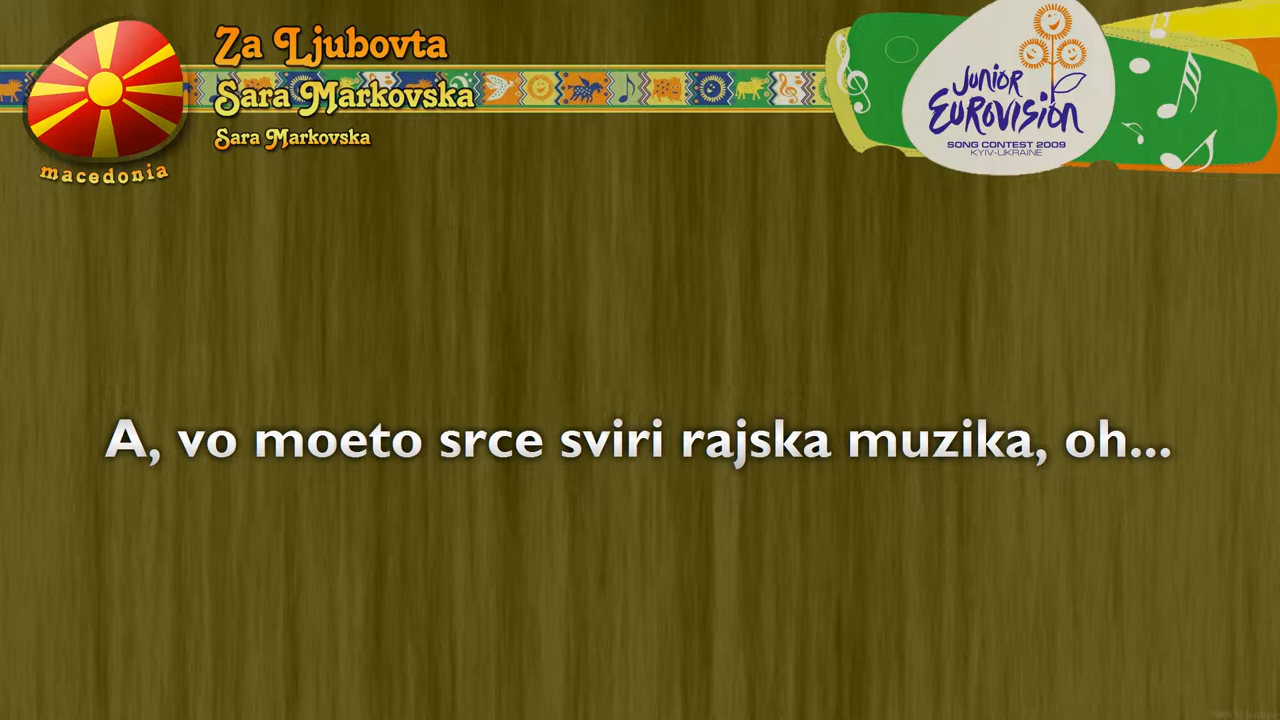 Za Ljubovta
Sara Markovska
Sara Markovska
macedonia
Junior
Eurovision
SONG CONTEST 2009
KYIV-UKRAINE
A, vo moeto srce sviri rajska muzika, oh...